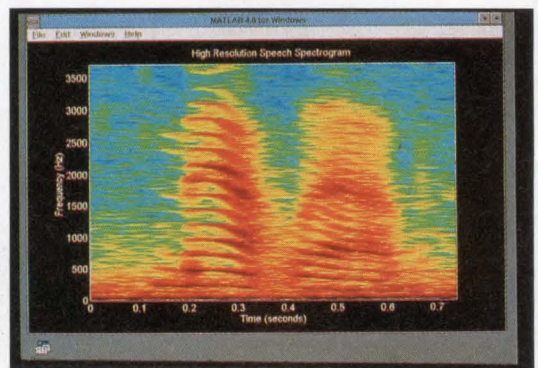 MATLAB 4.0 for Windows
File Edit Windows Help
High Resolution Speech Spectrogram
3500
3000
2500
2000
1500
1000
500
0
Frequency (Hz)
0 0.1 0.2 0.3 0.4 0.5 0.6 0.7
Time (seconds)